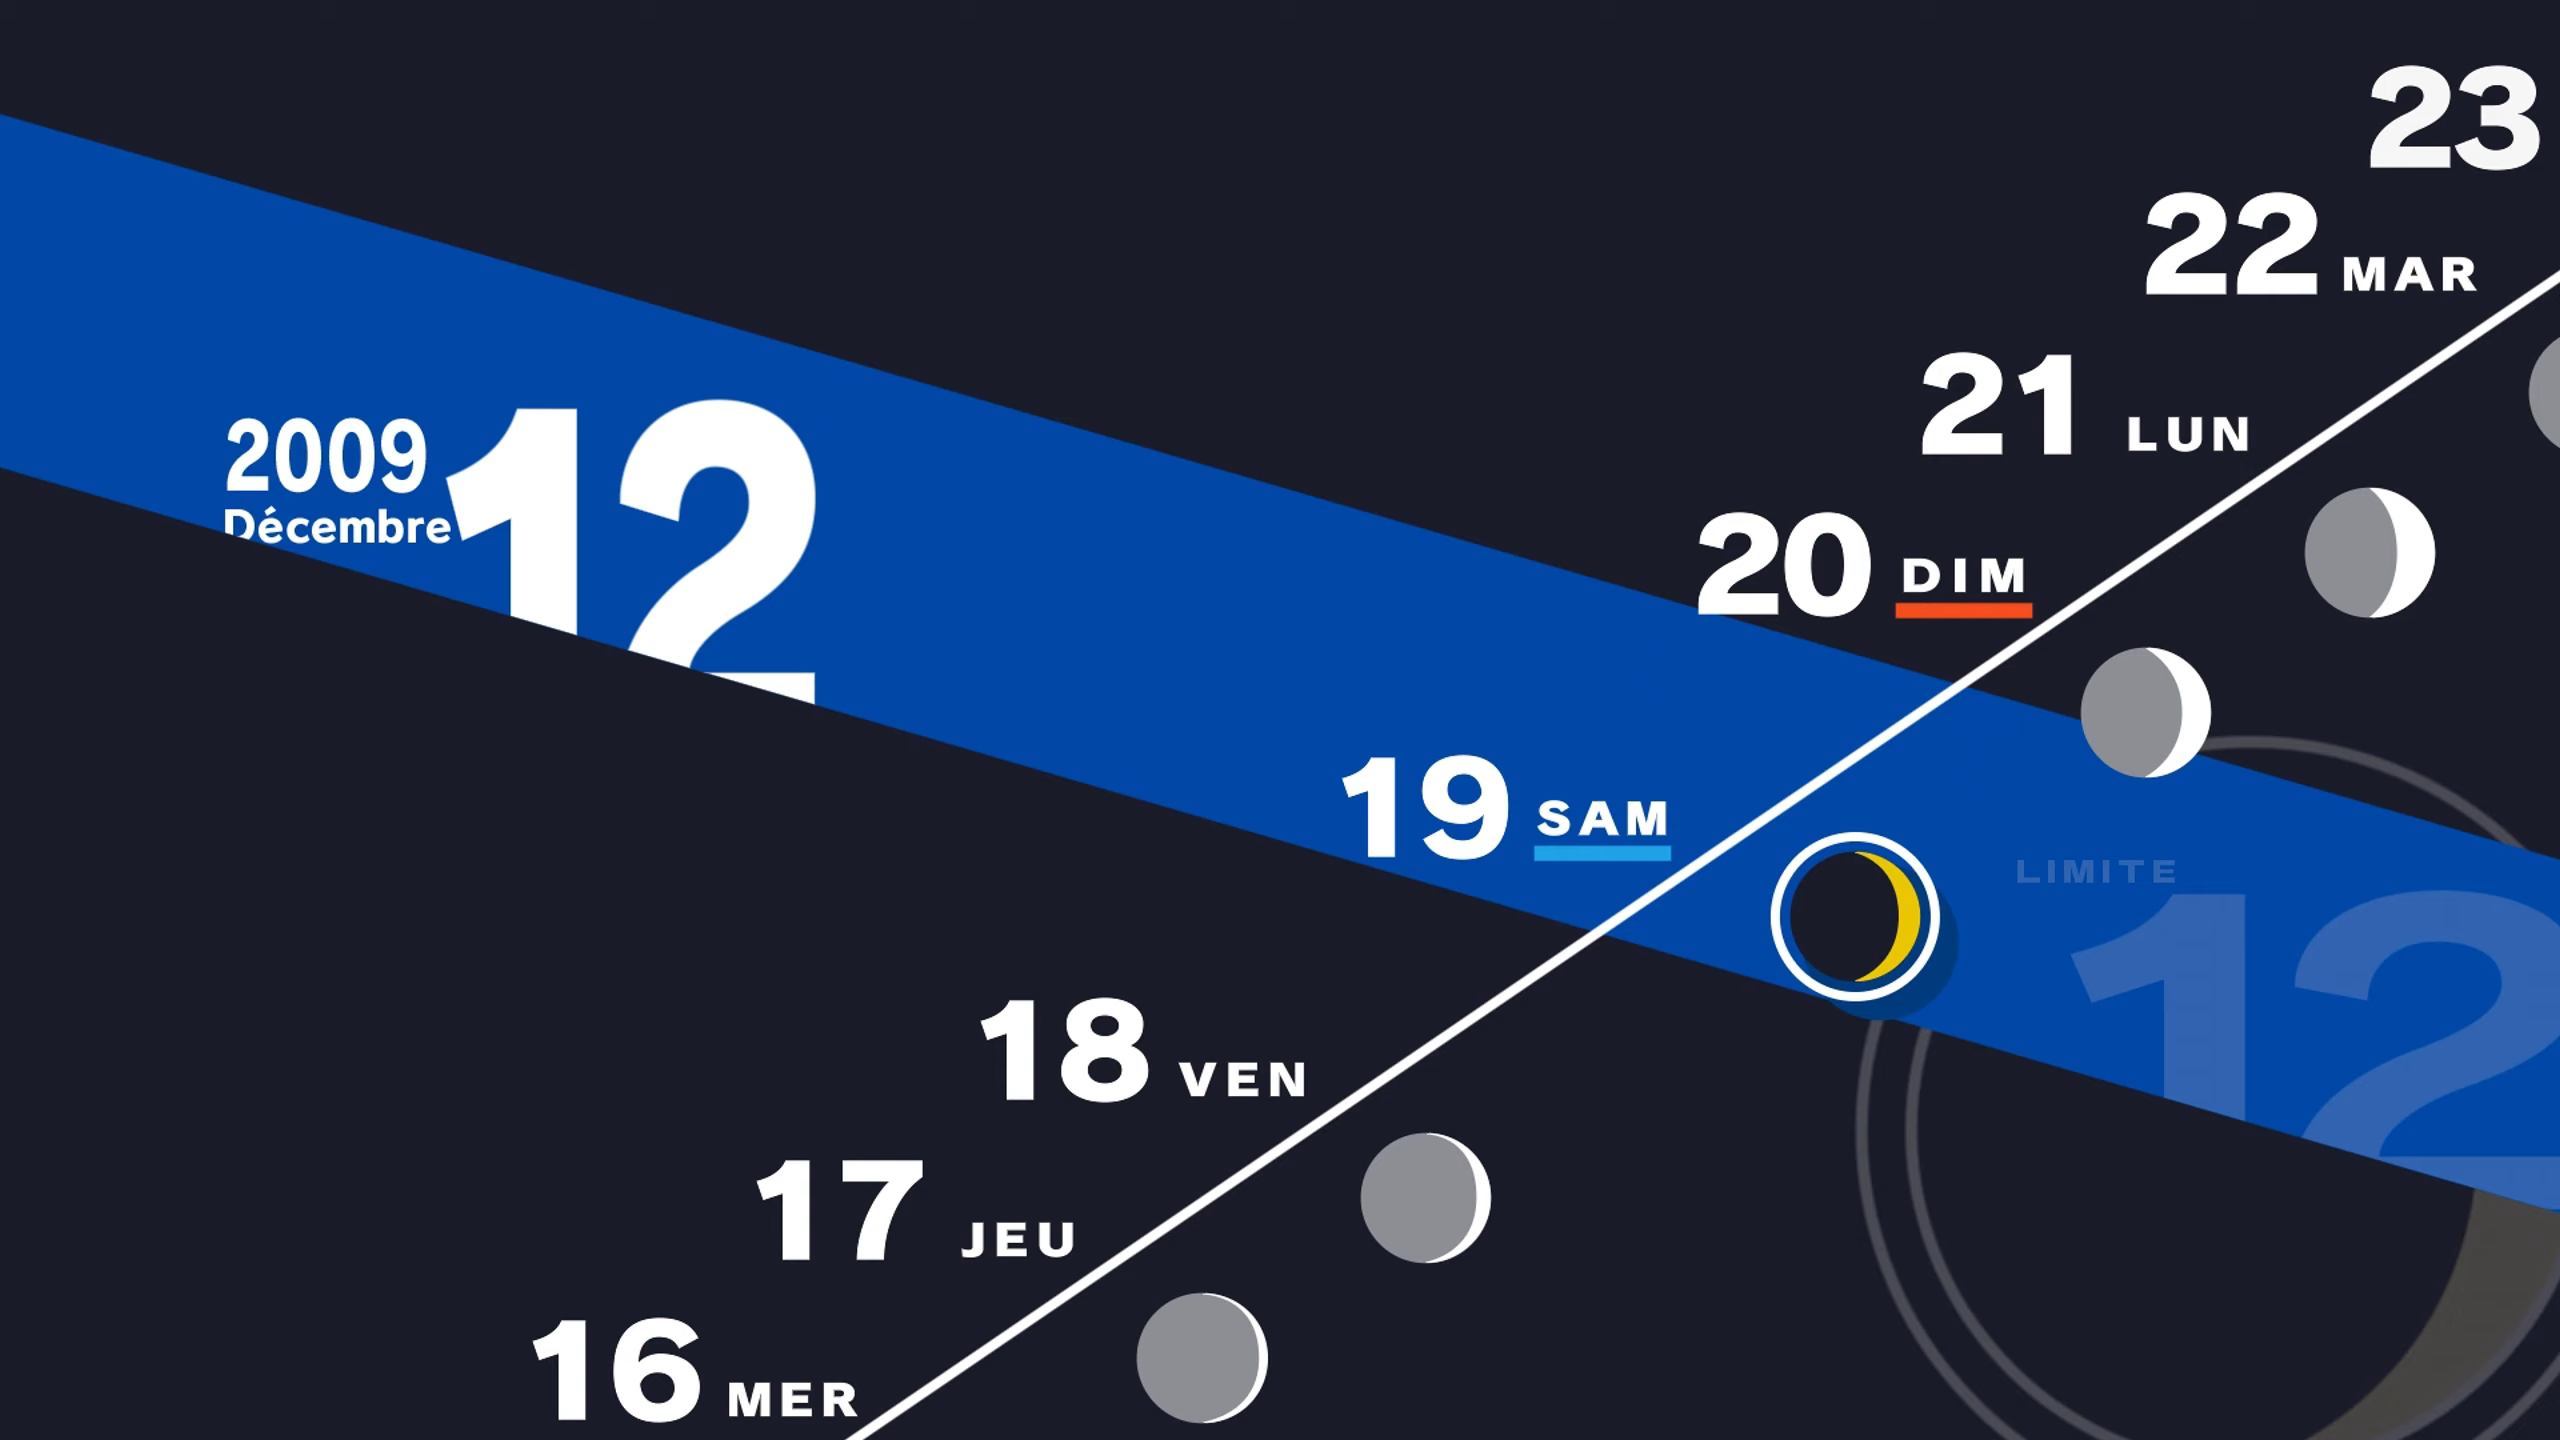 2009
Décembre
12
23
22 MAR
21 LUN
20 DIM
19 SAM
18 VEN
17 JEU
16 MER
LIMITE
12